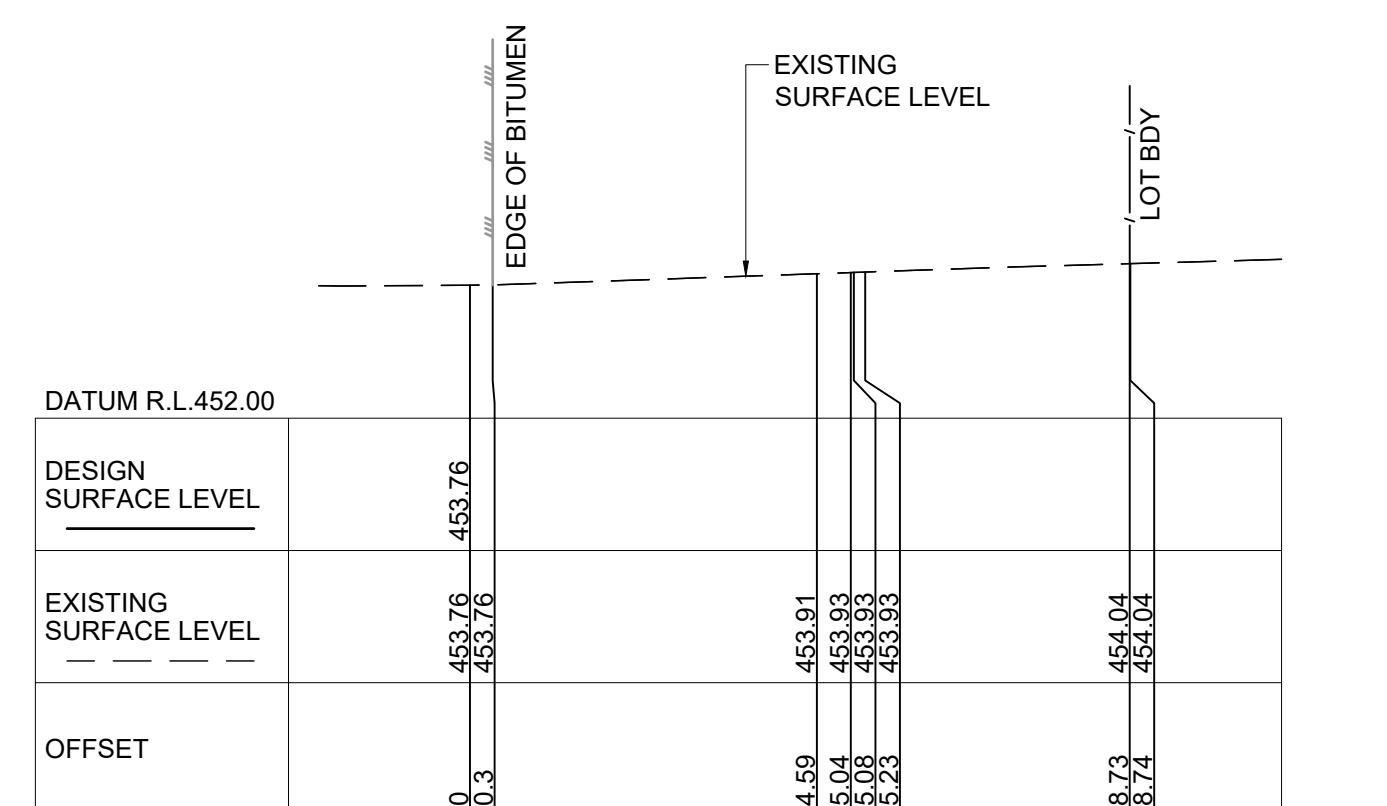 EDGE OF BITUMEN
EXISTING
SURFACE LEVEL
LOT BDY
DATUM R.L.452.00
DESIGN
SURFACE LEVEL
453.76
EXISTING
SURFACE LEVEL
453.76
453.76
453.91
453.93
453.93
453.93
454.04
454.04
OFFSET
0
0.3
4.59
5.04
5.08
5.23
8.73
8.74